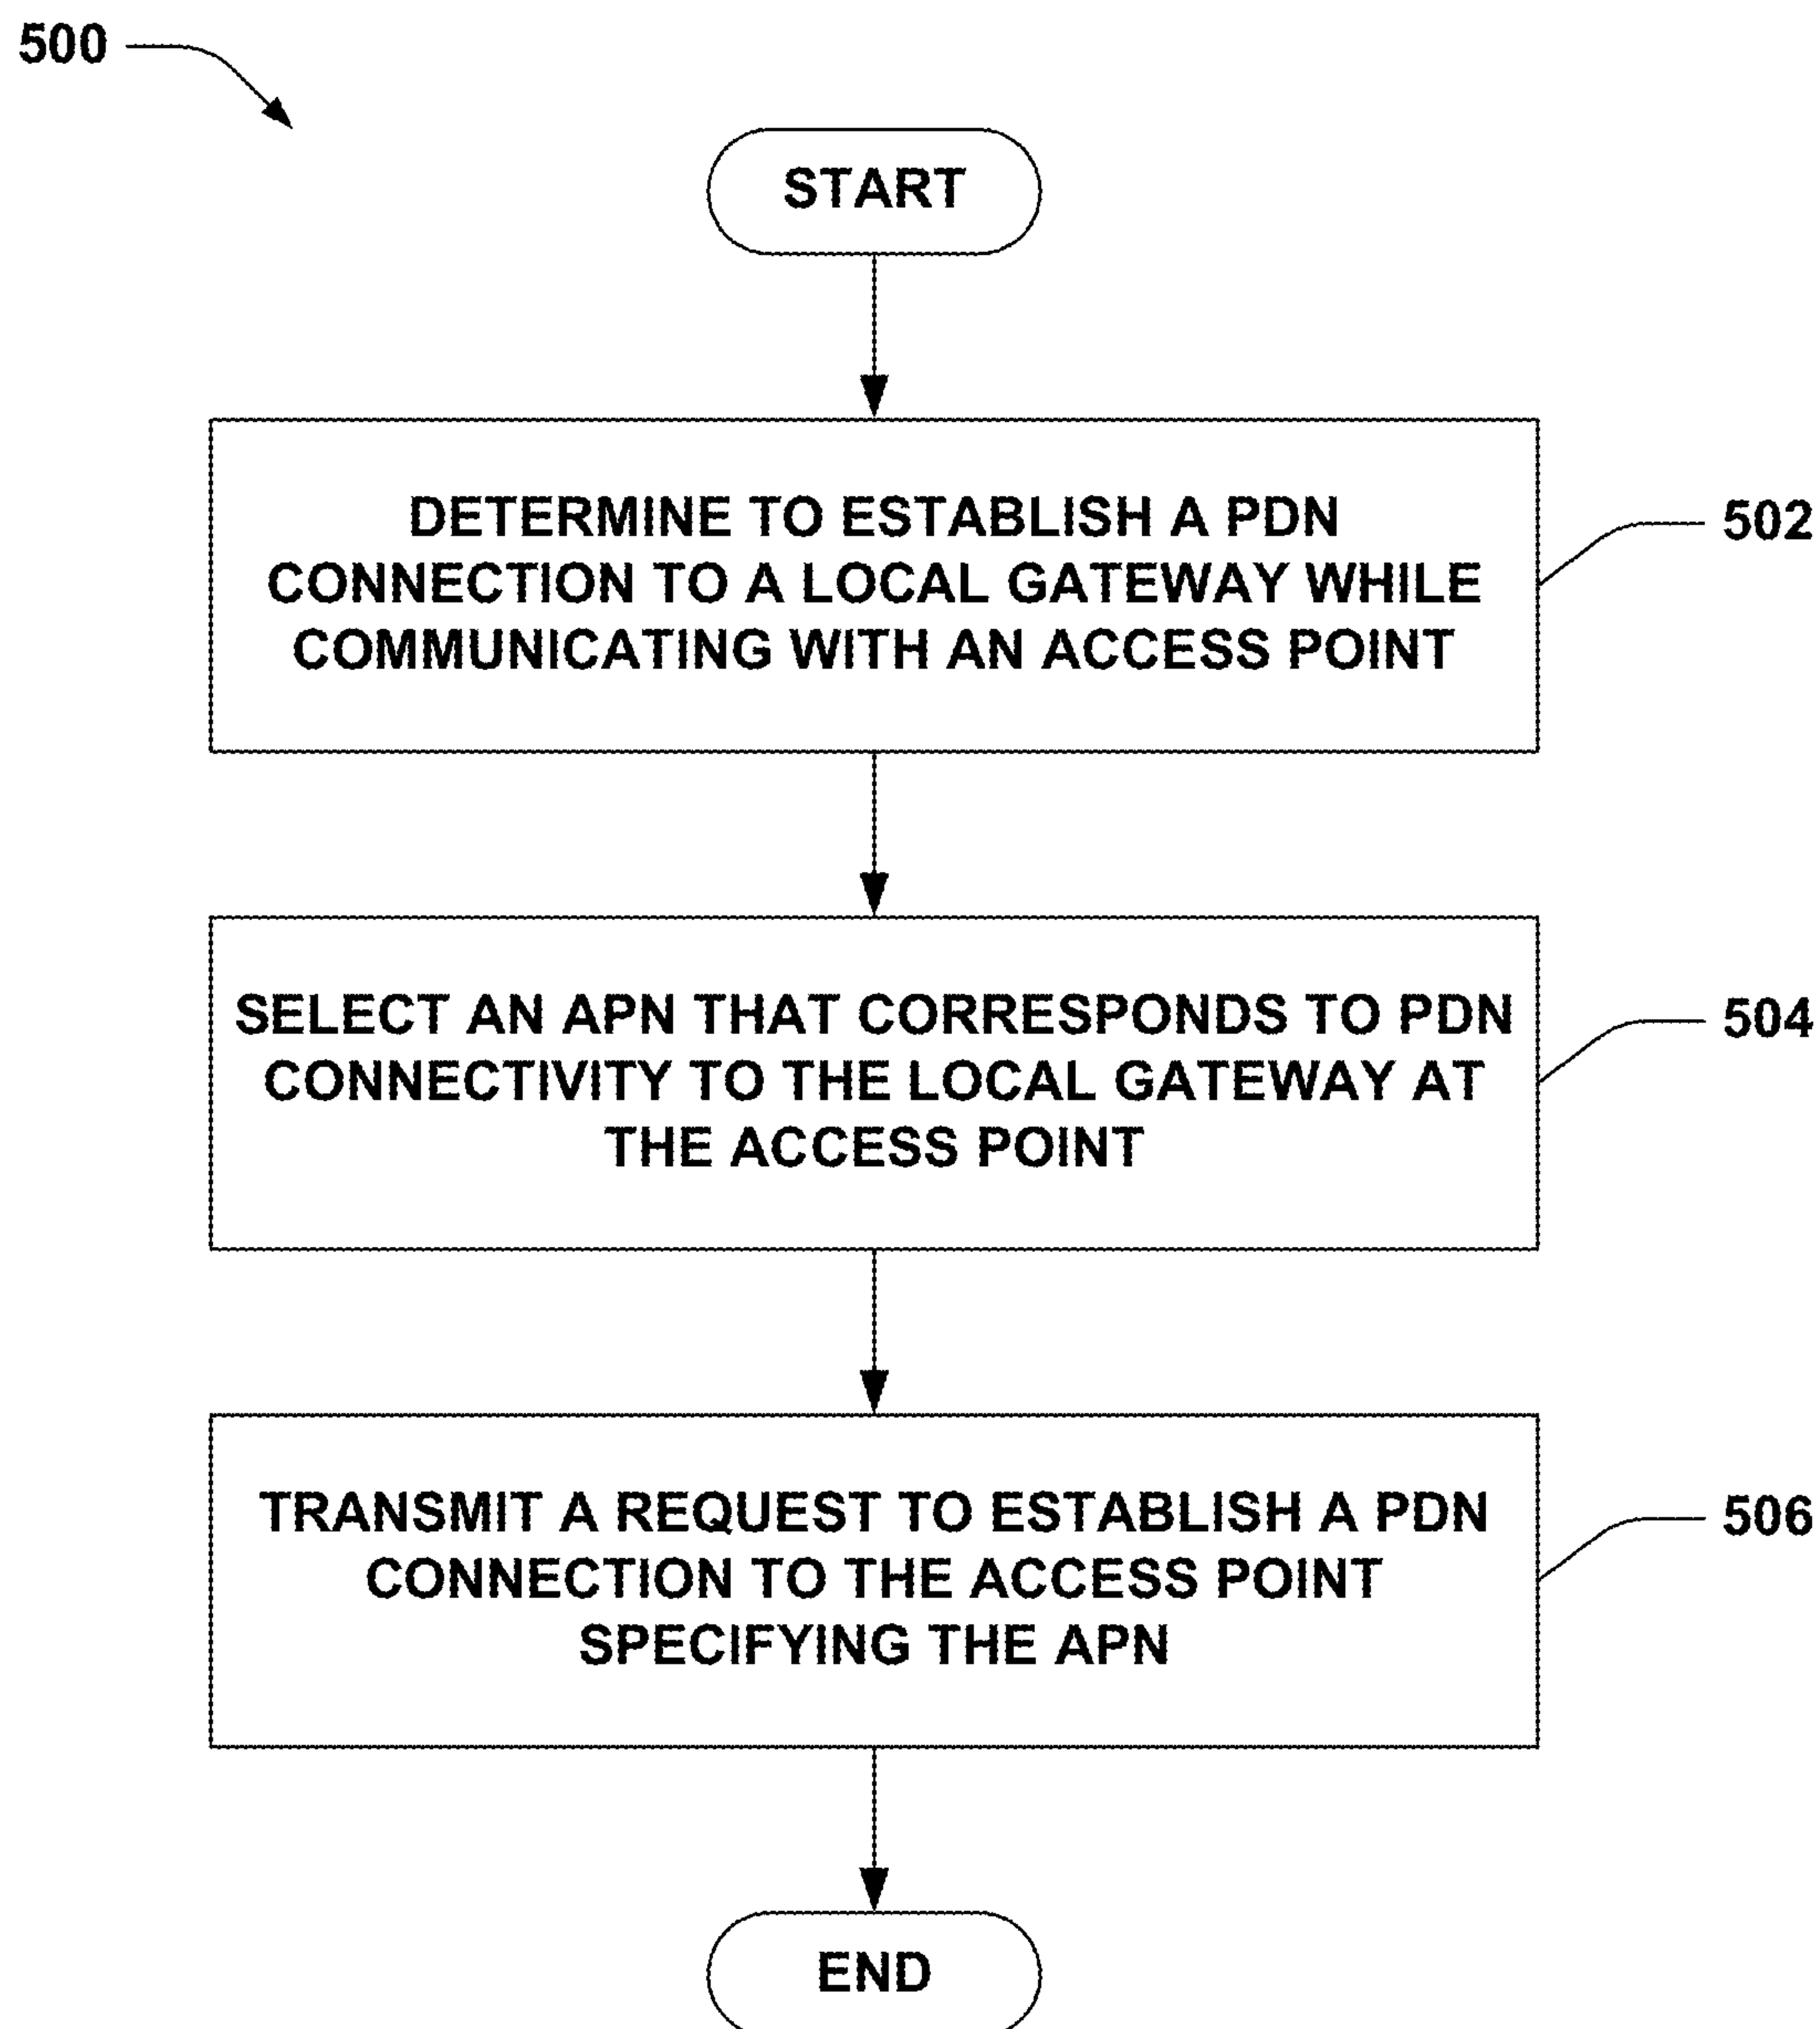 500
START
DETERMINE TO ESTABLISH A PDN
CONNECTION TO A LOCAL GATEWAY WHILE
COMMUNICATING WITH AN ACCESS POINT
502
SELECT AN APN THAT CORRESPONDS TO PDN
CONNECTIVITY TO THE LOCAL GATEWAY AT
THE ACCESS POINT
504
TRANSMIT A REQUEST TO ESTABLISH A PDN
CONNECTION TO THE ACCESS POINT
SPECIFYING THE APN
506
END